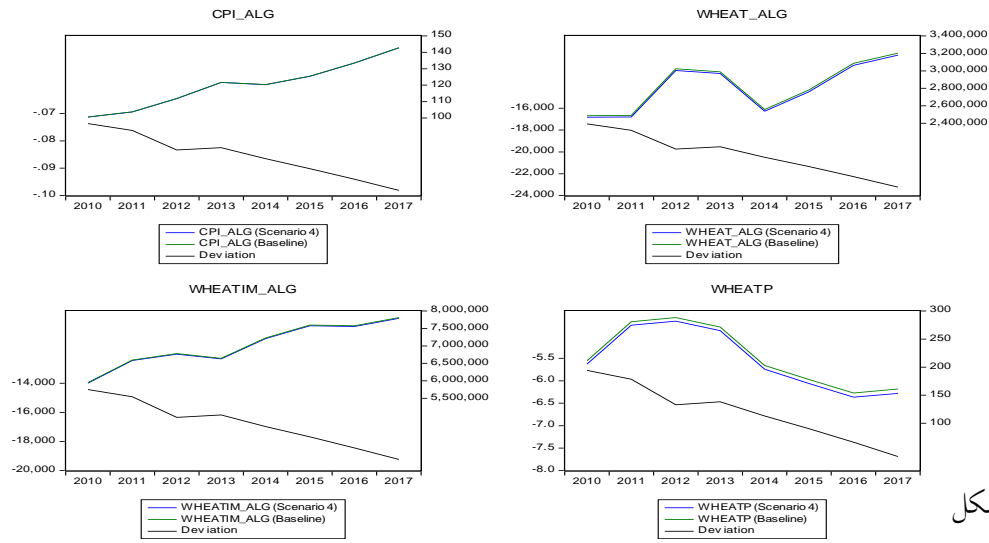 CPI_ALG
150
140
130
120
110
100
-.07
-.08
-.09
-.10
2010 2011 2012 2013 2014 2015 2016 2017
CPI_ALG (Scenario 4)
CPI_ALG (Baseline)
Deviation
WHEAT_ALG
3,400,000
3,200,000
3,000,000
2,800,000
2,600,000
2,400,000
-16,000
-18,000
-20,000
-22,000
-24,000
2010 2011 2012 2013 2014 2015 2016 2017
WHEAT_ALG (Scenario 4)
WHEAT_ALG (Baseline)
Deviation
WHEATIM_ALG
8,000,000
7,500,000
7,000,000
6,500,000
6,000,000
5,500,000
-14,000
-16,000
-18,000
-20,000
2010 2011 2012 2013 2014 2015 2016 2017
WHEATIM_ALG (Scenario 4)
WHEATIM_ALG (Baseline)
Deviation
WHEATP
300
250
200
150
100
-5.5
-6.0
-6.5
-7.0
-7.5
-8.0
2010 2011 2012 2013 2014 2015 2016 2017
WHEATP (Scenario 4)
WHEATP (Baseline)
Deviation